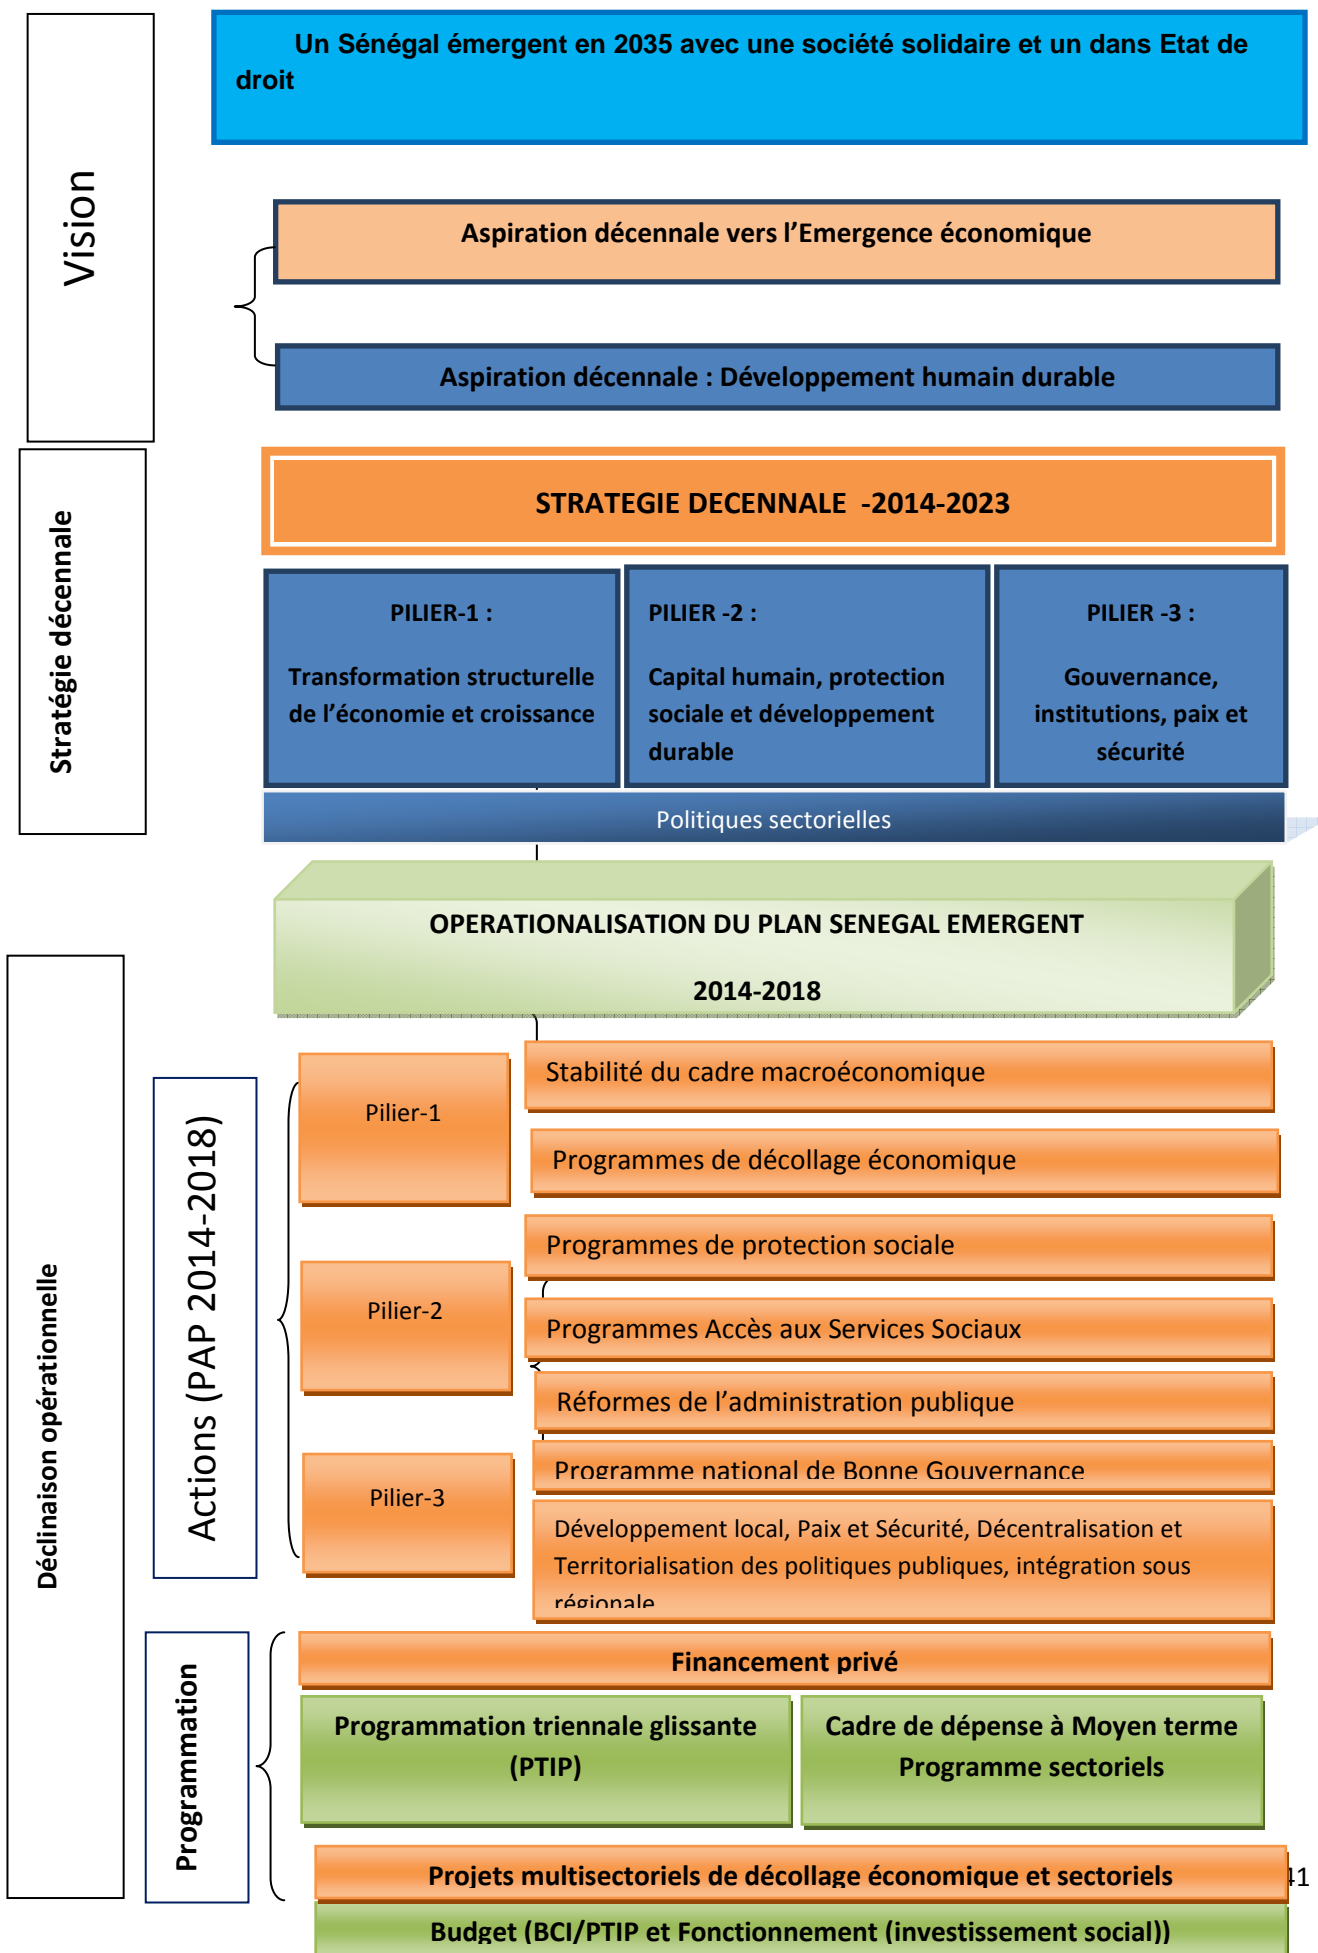 Vision
Un Sénégal émergent en 2035 avec une société solidaire et un dans Etat de
droit
Aspiration décennale vers l’Emergence économique
Aspiration décennale : Développement humain durable
Stratégie décennale
STRATEGIE DECENNALE -2014-2023
PILIER-1 :
Transformation structurelle
de l’économie et croissance
PILIER -2 :
Capital humain, protection
sociale et développement
durable
PILIER -3 :
Gouvernance,
institutions, paix et
sécurité
Politiques sectorielles
OPERATIONALISATION DU PLAN SENEGAL EMERGENT
2014-2018
Déclinaison opérationnelle
Actions (PAP 2014-2018)
Pilier-1
Stabilité du cadre macroéconomique
Programmes de décollage économique
Pilier-2
Programmes de protection sociale
Programmes Accès aux Services Sociaux
Pilier-3
Réformes de l’administration publique
Programme national de Bonne Gouvernance
Développement local, Paix et Sécurité, Décentralisation et
Territorialisation des politiques publiques, intégration sous
régionale
Programmation
Financement privé
Programmation triennale glissante
(PTIP)
Cadre de dépense à Moyen terme
Programme sectoriels
Projets multisectoriels de décollage économique et sectoriels
41
Budget (BCI/PTIP et Fonctionnement (investissement social))